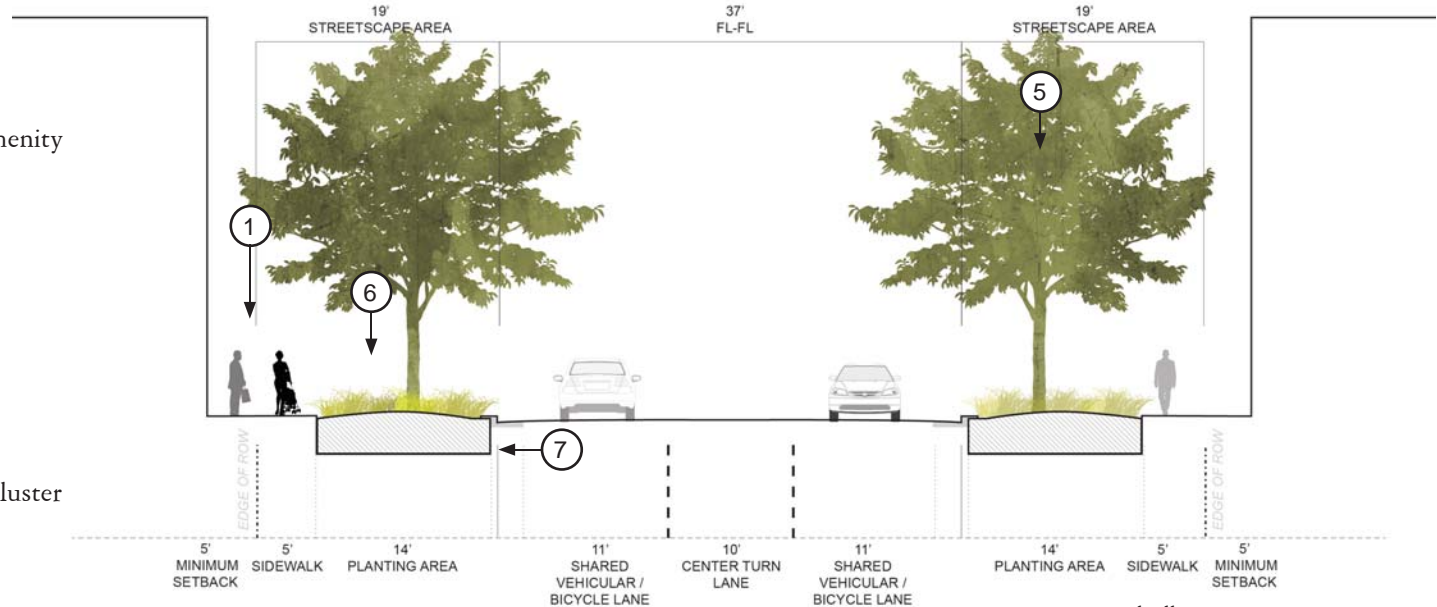 19'
STREETSCAPE AREA
37'
FL-FL
19'
STREETSCAPE AREA
5
1
6
7
EDGE OF ROW
EDGE OF ROW
5'
MINIMUM
SETBACK
5'
SIDEWALK
14'
PLANTING AREA
11'
SHARED
VEHICULAR /
BICYCLE LANE
10'
CENTER TURN
LANE
11'
SHARED
VEHICULAR /
BICYCLE LANE
14'
PLANTING AREA
5'
SIDEWALK
5'
MINIMUM
SETBACK